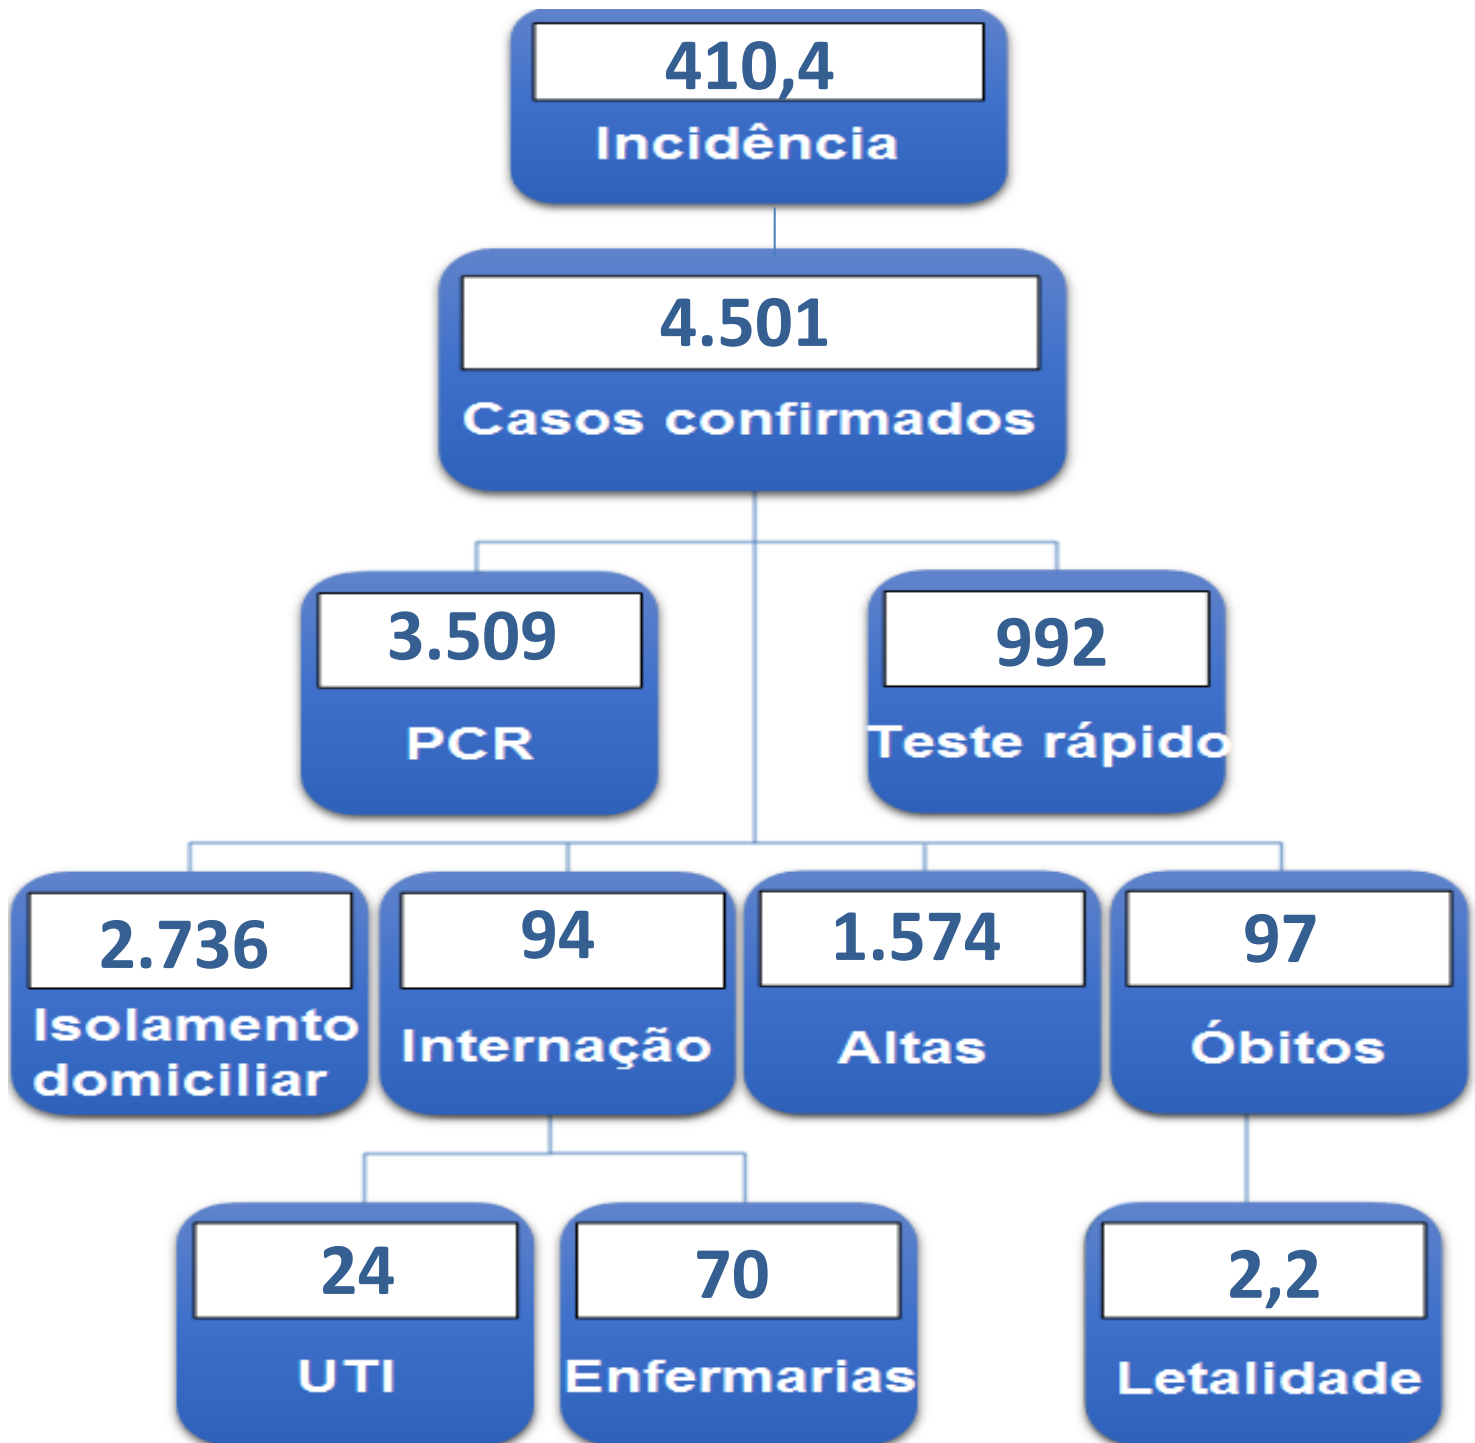 410,4
Incidência
4.501
Casos confirmados
3.509
PCR
992
Teste rápido
2.736
Isolamento
domiciliar
94
Internação
1.574
Altas
97
Óbitos
24
UTI
70
Enfermarias
2,2
Letalidade